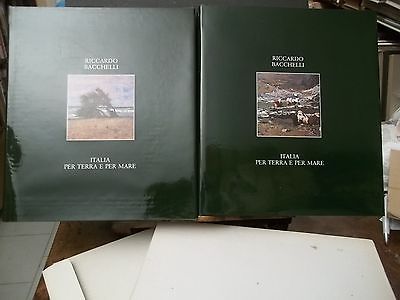 RICCARDO
BACCHELLI
ITALIA
PER TERRA E PER MARE
RICCARDO
BACCHELLI
ITALIA
PER TERRA E PER MARE